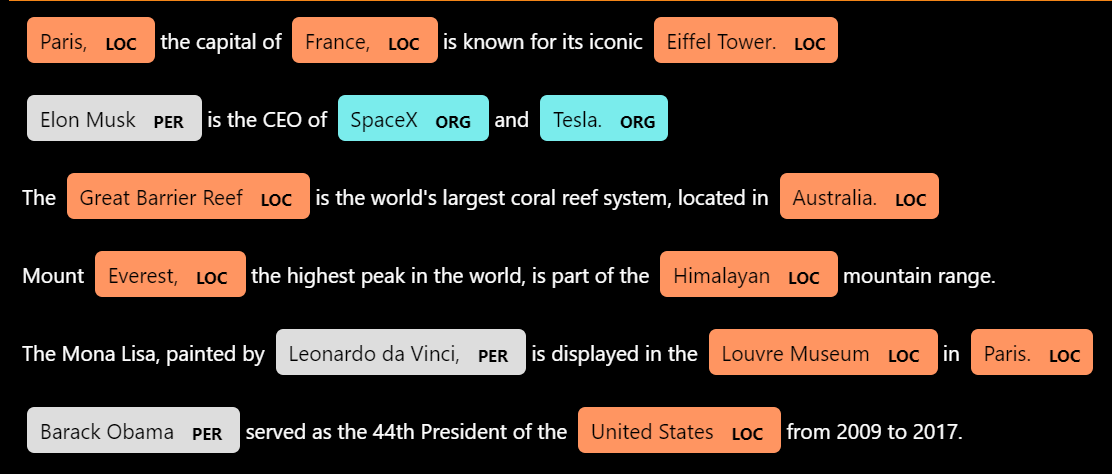 Paris, LOC the capital of France, LOC is known for its iconic Eiffel Tower. LOC
Elon Musk PER is the CEO of SpaceX ORG and Tesla. ORG
The Great Barrier Reef LOC is the world's largest coral reef system, located in Australia. LOC
Mount Everest, LOC the highest peak in the world, is part of the Himalayan LOC mountain range.
The Mona Lisa, painted by Leonardo da Vinci, PER is displayed in the Louvre Museum LOC in Paris. LOC
Barack Obama PER served as the 44th President of the United States LOC from 2009 to 2017.